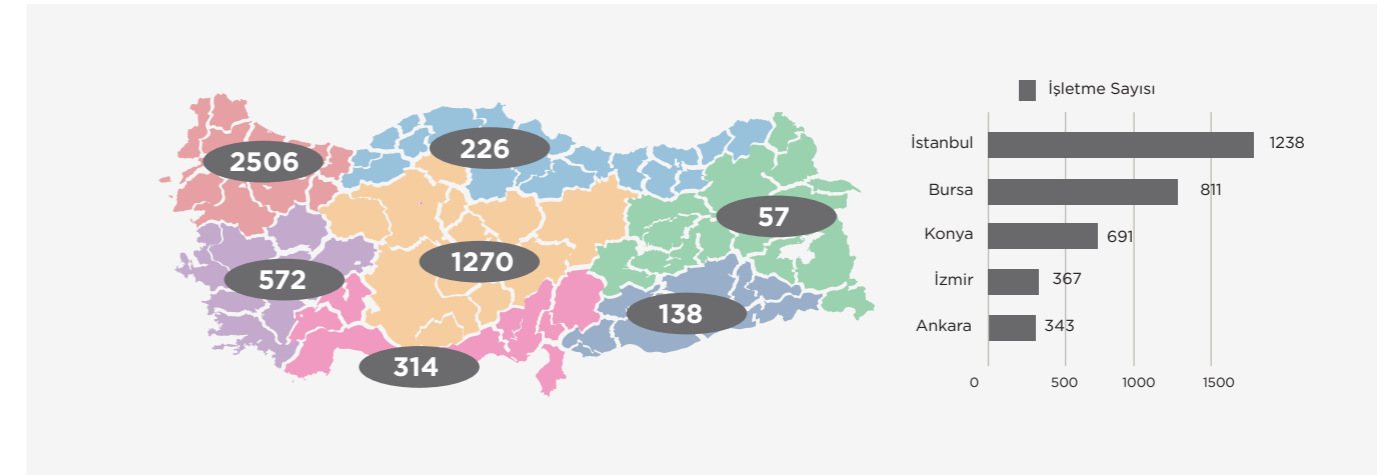 2506
226
57
572
1270
138
314
İşletme Sayısı
İstanbul 1238
Bursa 811
Konya 691
İzmir 367
Ankara 343
0 500 1000 1500